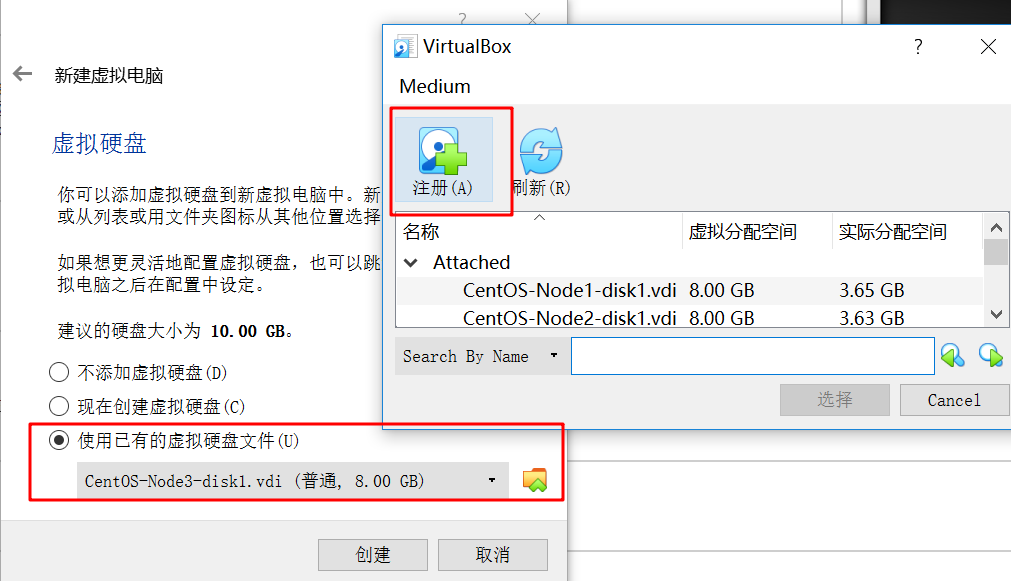 ?
新建虚拟电脑
虚拟硬盘
你可以添加虚拟硬盘到新虚拟电脑中。新
或从列表或用文件夹图标从其他位置选择
如果想更灵活地配置虚拟硬盘，也可以跳
拟电脑之后在配置中设定。
建议的硬盘大小为 10.00 GB。
不添加虚拟硬盘(D)
现在创建虚拟硬盘(C)
使用已有的虚拟硬盘文件(U)
CentOS-Node3-disk1.vdi (普通, 8.00 GB)
创建 取消
VirtualBox ?
Medium
注册(A) 刷新(R)
名称 虚拟分配空间 实际分配空间
Attached
CentOS-Node1-disk1.vdi 8.00 GB 3.65 GB
CentOS-Node2-disk1.vdi 8.00 GB 3.63 GB
Search By Name
选择 Cancel